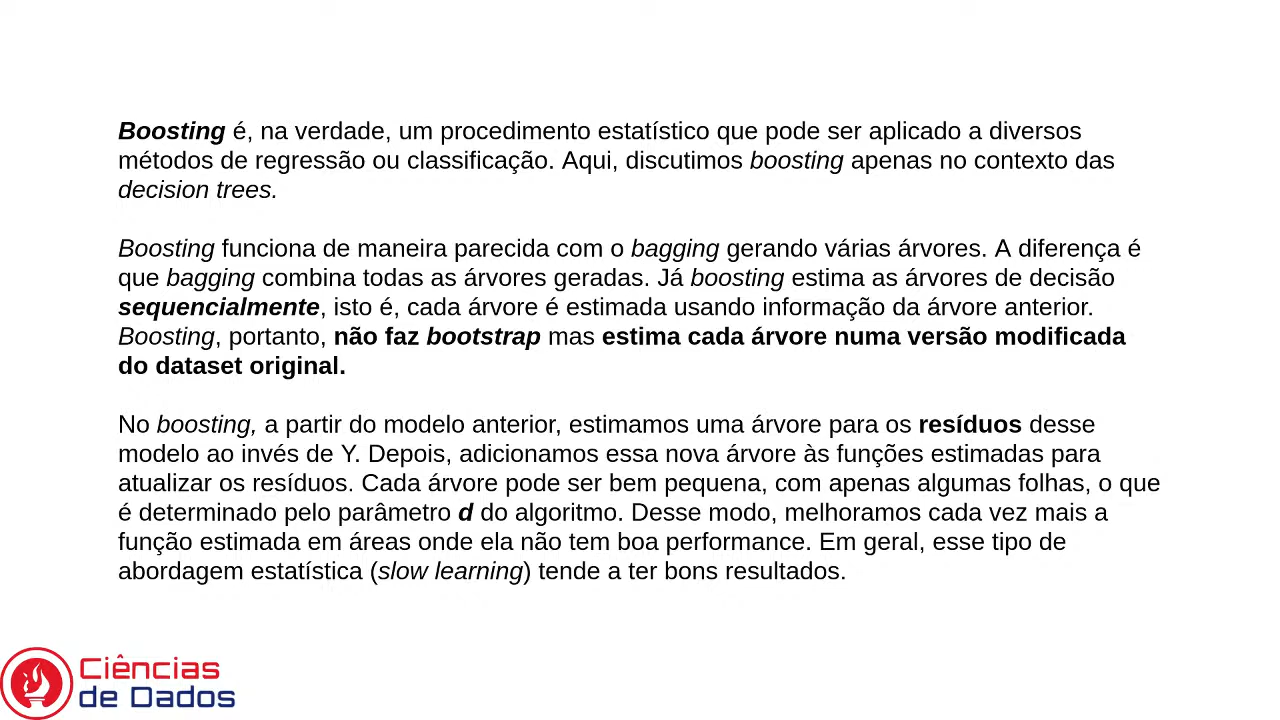 Boosting é, na verdade, um procedimento estatístico que pode ser aplicado a diversos
métodos de regressão ou classificação. Aqui, discutimos boosting apenas no contexto das
decision trees.
Boosting funciona de maneira parecida com o bagging gerando várias árvores. A diferença é
que bagging combina todas as árvores geradas. Já boosting estima as árvores de decisão
sequencialmente, isto é, cada árvore é estimada usando informação da árvore anterior.
Boosting, portanto, não faz bootstrap mas estima cada árvore numa versão modificada
do dataset original.
No boosting, a partir do modelo anterior, estimamos uma árvore para os resíduos desse
modelo ao invés de Y. Depois, adicionamos essa nova árvore às funções estimadas para
atualizar os resíduos. Cada árvore pode ser bem pequena, com apenas algumas folhas, o que
é determinado pelo parâmetro d do algoritmo. Desse modo, melhoramos cada vez mais a
função estimada em áreas onde ela não tem boa performance. Em geral, esse tipo de
abordagem estatística (slow learning) tende a ter bons resultados.
Ciências
de Dados